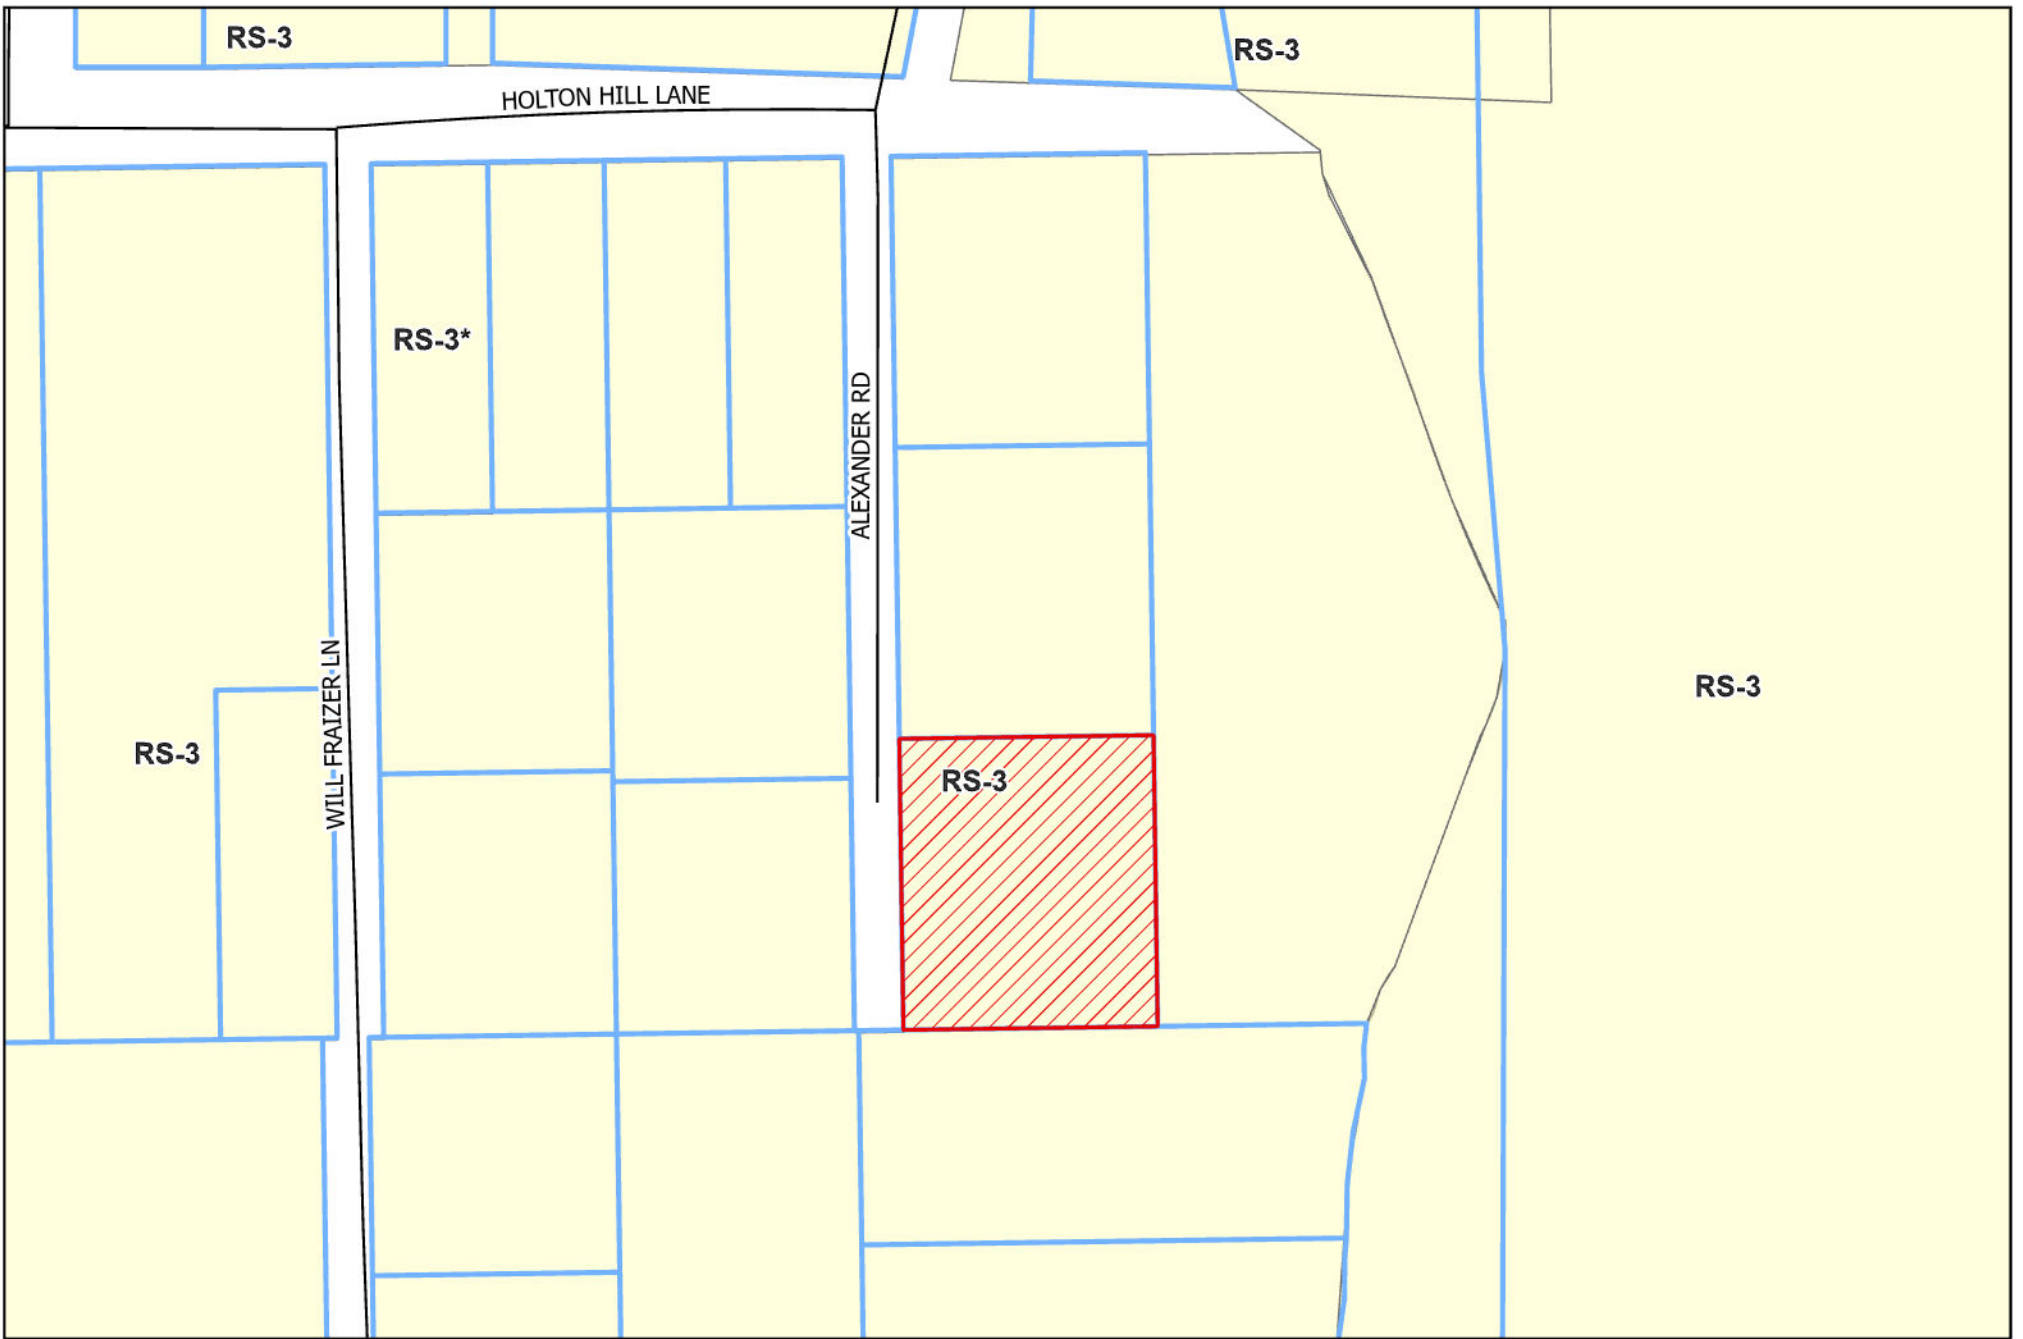 RS-3
RS-3
HOLTON HILL LANE
RS-3*
ALEXANDER RD
WILL FRAIZER LN
RS-3
RS-3
RS-3